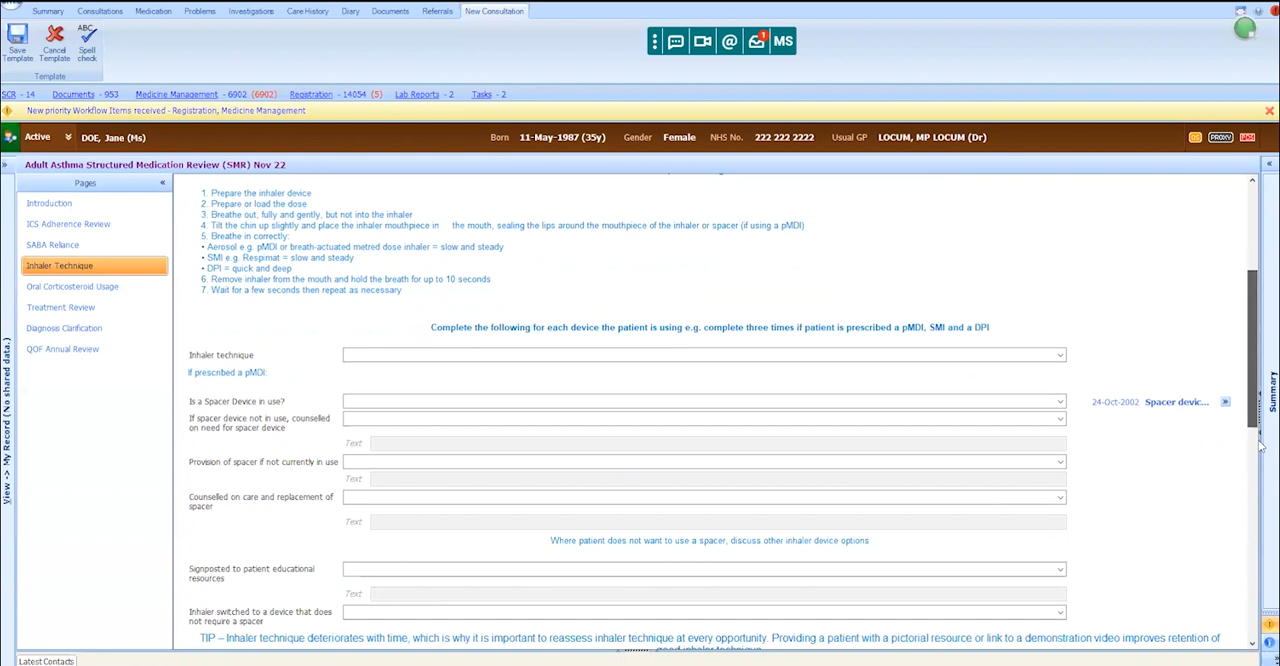 Summary Consultations Medication Problems Investigations Care History Diary Documents Referrals New Consultation
ABC
Save Template
Cancel Template
Spell check
Template
1
MS
SCR - 14 Documents - 953 Medicine Management - 6902 (6902) Registration - 14054 (5) Lab Reports - 2 Tasks - 2
New priority Workflow Items received - Registration, Medicine Management
Active DOE, Jane (Ms) Born 11-May-1987 (35y) Gender Female NHS No. 222 222 2222 Usual GP LOCUM, MP LOCUM (Dr) OS PROXY PDS
Adult Asthma Structured Medication Review (SMR) Nov 22
Pages
Introduction
ICS Adherence Review
SABA Reliance
Inhaler Technique
Oral Corticosteroid Usage
Treatment Review
Diagnosis Clarification
QOF Annual Review
View -> My Record (No shared data.)
1. Prepare the inhaler device
2. Prepare or load the dose
3. Breathe out, fully and gently, but not into the inhaler
4. Tilt the chin up slightly and place the inhaler mouthpiece in the mouth, sealing the lips around the mouthpiece of the inhaler or spacer (if using a pMDI)
5. Breathe in correctly:
• Aerosol e.g. pMDI or breath-actuated metred dose inhaler = slow and steady
• SMI e.g. Respimat = slow and steady
• DPI = quick and deep
6. Remove inhaler from the mouth and hold the breath for up to 10 seconds
7. Wait for a few seconds then repeat as necessary
Complete the following for each device the patient is using e.g. complete three times if patient is prescribed a pMDI, SMI and a DPI
Inhaler technique
If prescribed a pMDI:
Is a Spacer Device in use? 24-Oct-2002 Spacer devic...
If spacer device not in use, counselled
on need for spacer device
Text
Provision of spacer if not currently in use
Text
Counselled on care and replacement of
spacer
Text
Where patient does not want to use a spacer, discuss other inhaler device options
Signposted to patient educational
resources
Text
Inhaler switched to a device that does
not require a spacer
TIP – Inhaler technique deteriorates with time, which is why it is important to reassess inhaler technique at every opportunity. Providing a patient with a pictorial resource or link to a demonstration video improves retention of
good inhaler technique
Summary
Latest Contacts